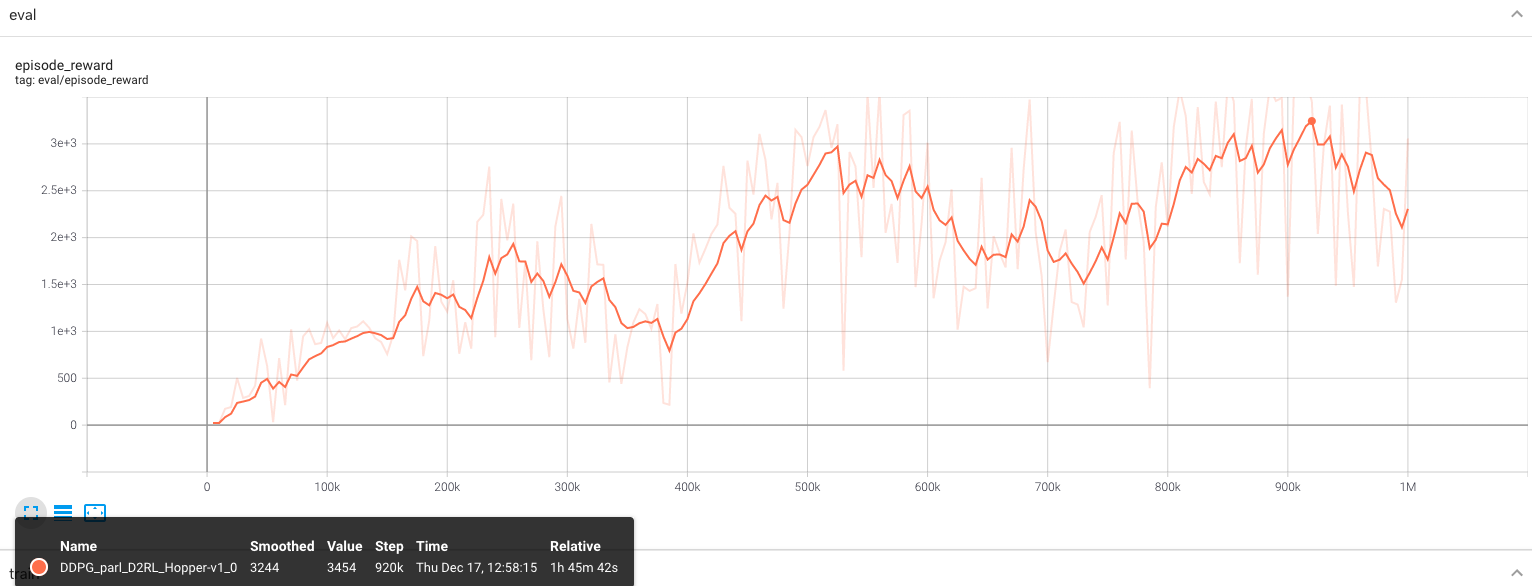 eval
episode_reward
tag: eval/episode_reward
3e+3
2.5e+3
2e+3
1.5e+3
1e+3
500
0
0 100k 200k 300k 400k 500k 600k 700k 800k 900k 1M
Name Smoothed Value Step Time Relative
DDPG_parl_D2RL_Hopper-v1_0 3244 3454 920k Thu Dec 17, 12:58:15 1h 45m 42s
train